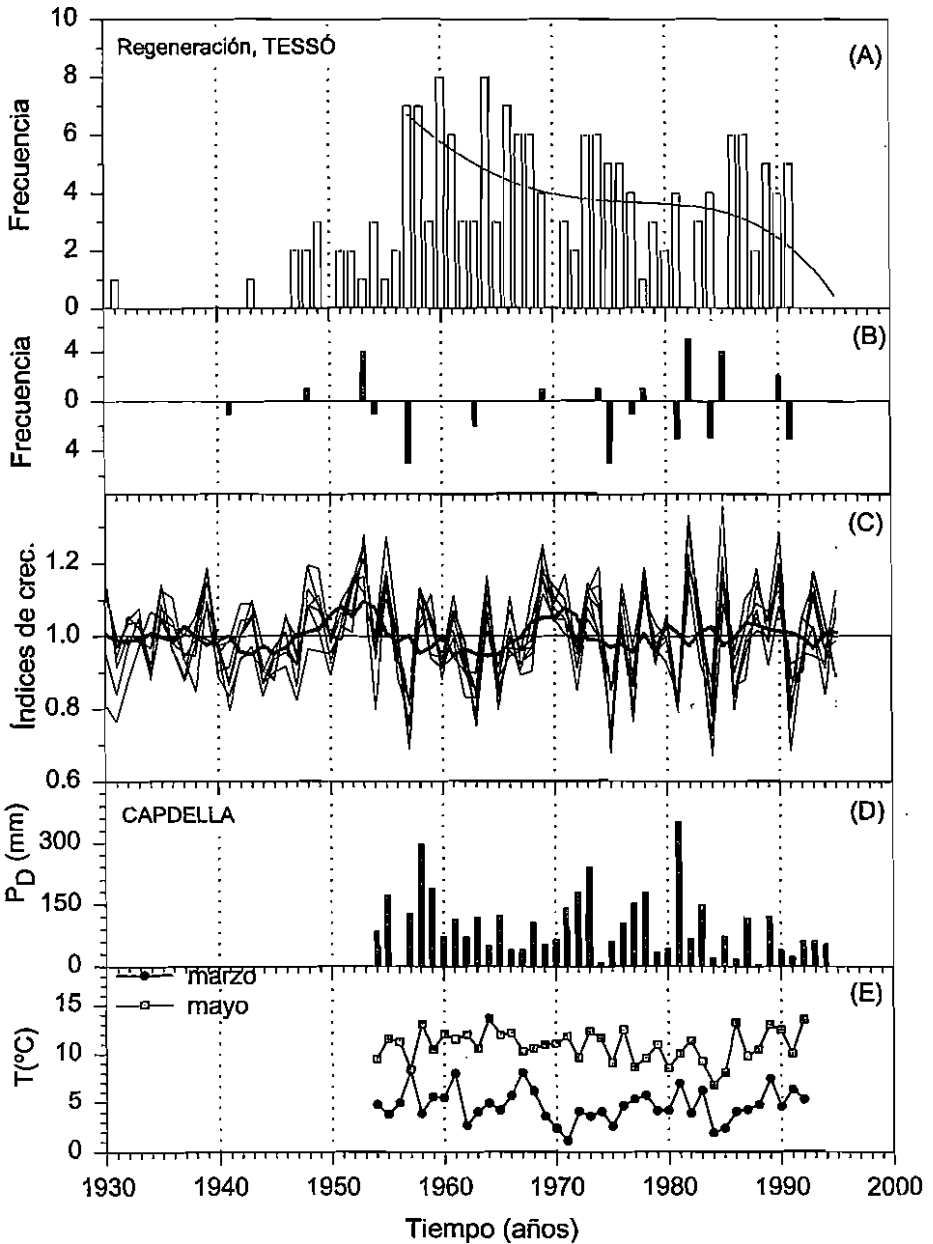 10
8
6
4
2
0
Frecuencia
Regeneración, TESSÓ
(A)
4
0
4
Frecuencia
(B)
1.2
1.0
0.8
0.6
Índices de crec.
(C)
300
150
0
PD (mm)
CAPDELLA
(D)
marzo
mayo
15
10
5
0
T(ºC)
(E)
1930 1940 1950 1960 1970 1980 1990 2000
Tiempo (años)